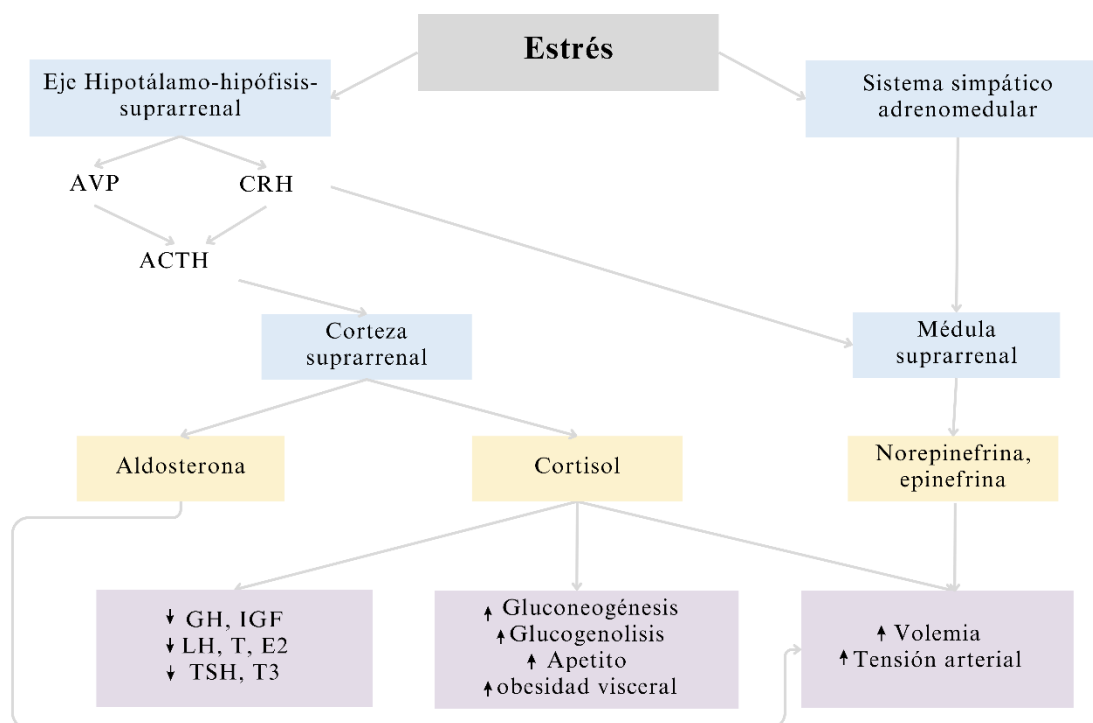 Estrés
Eje Hipotálamo-hipófisis-
suprarrenal
Sistema simpático
adrenomedular
AVP
CRH
ACTH
Corteza
suprarrenal
Médula
suprarrenal
Aldosterona
Cortisol
Norepinefrina,
epinefrina
GH, IGF
LH, T, E2
TSH, T3
Gluconeogénesis
Glucogenolisis
Apetito
obesidad visceral
Volemia
Tensión arterial